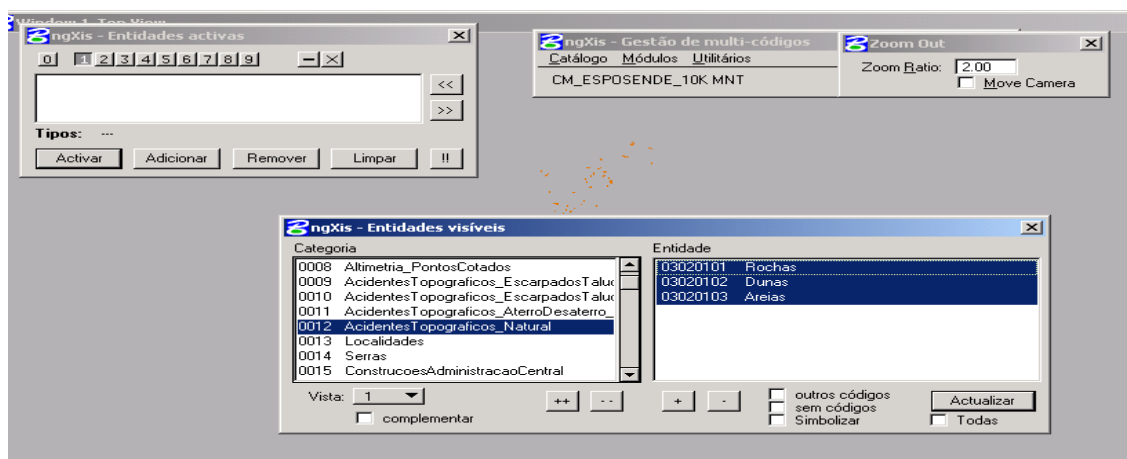 Window 1, Top View
ngXis - Entidades activas
0 1 2 3 4 5 6 7 8 9
<<
>>
Tipos: ---
Activar Adicionar Remover Limpar !!
ngXis - Gestão de multi-códigos
Catálogo Módulos Utilitários
CM_ESPOSENDE_10K MNT
Zoom Out
Zoom Ratio: 2.00
Move Camera
ngXis - Entidades visíveis
Categoria
0008 Altimetria_PontosCotados
0009 AcidentesTopograficos_EscarpadosTaluc
0010 AcidentesTopograficos_EscarpadosTaluc
0011 AcidentesTopograficos_AterroDesaterro_
0012 AcidentesTopograficos_Natural
0013 Localidades
0014 Serras
0015 ConstrucoesAdministracaoCentral
Entidade
03020101 Rochas
03020102 Dunas
03020103 Areias
Vista: 1
complementar
++ --
+ -
outros códigos
sem códigos
Simbolizar
Actualizar
Todas